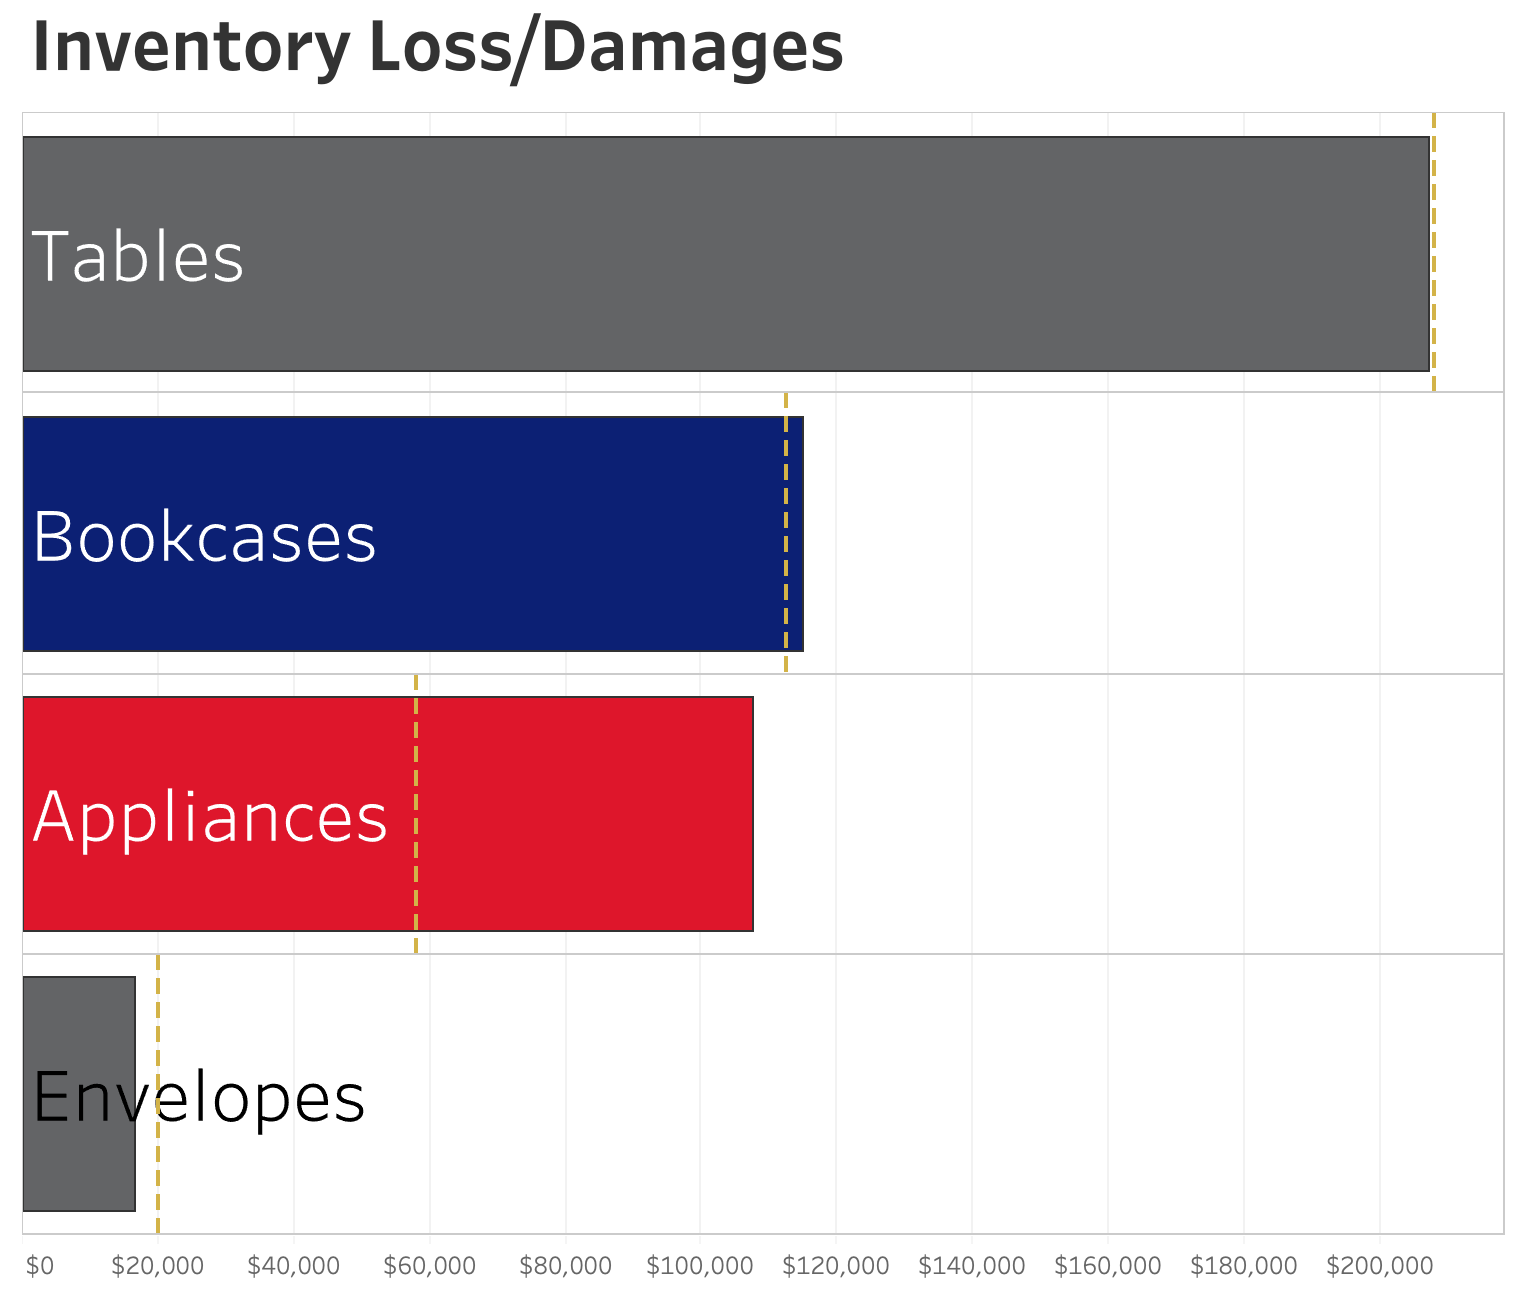 Inventory Loss/Damages
Tables
Bookcases
Appliances
Envelopes
$0 $20,000 $40,000 $60,000 $80,000 $100,000 $120,000 $140,000 $160,000 $180,000 $200,000